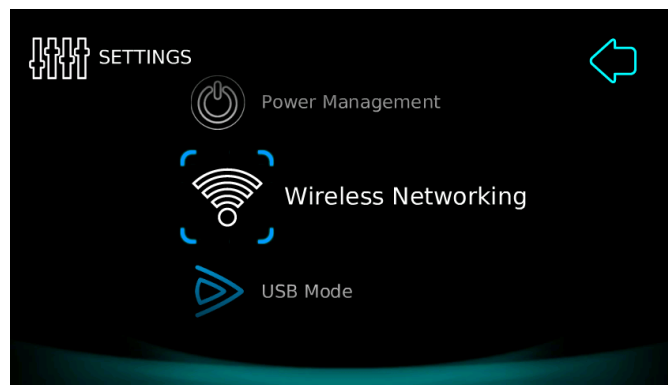 SETTINGS
Power Management
Wireless Networking
USB Mode